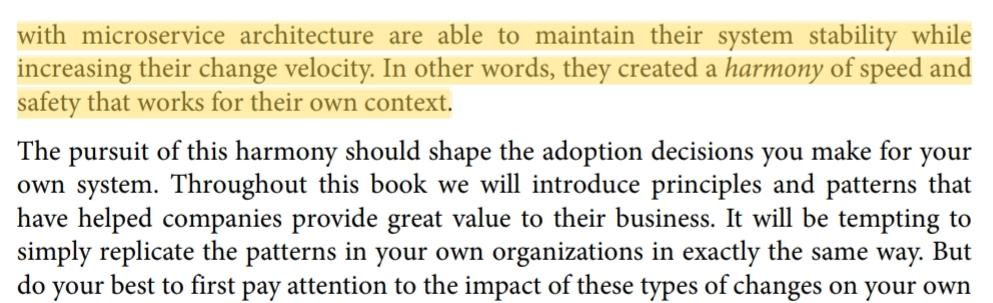 with microservice architecture are able to maintain their system stability while
increasing their change velocity. In other words, they created a harmony of speed and
safety that works for their own context.
The pursuit of this harmony should shape the adoption decisions you make for your
own system. Throughout this book we will introduce principles and patterns that
have helped companies provide great value to their business. It will be tempting to
simply replicate the patterns in your own organizations in exactly the same way. But
do your best to first pay attention to the impact of these types of changes on your own